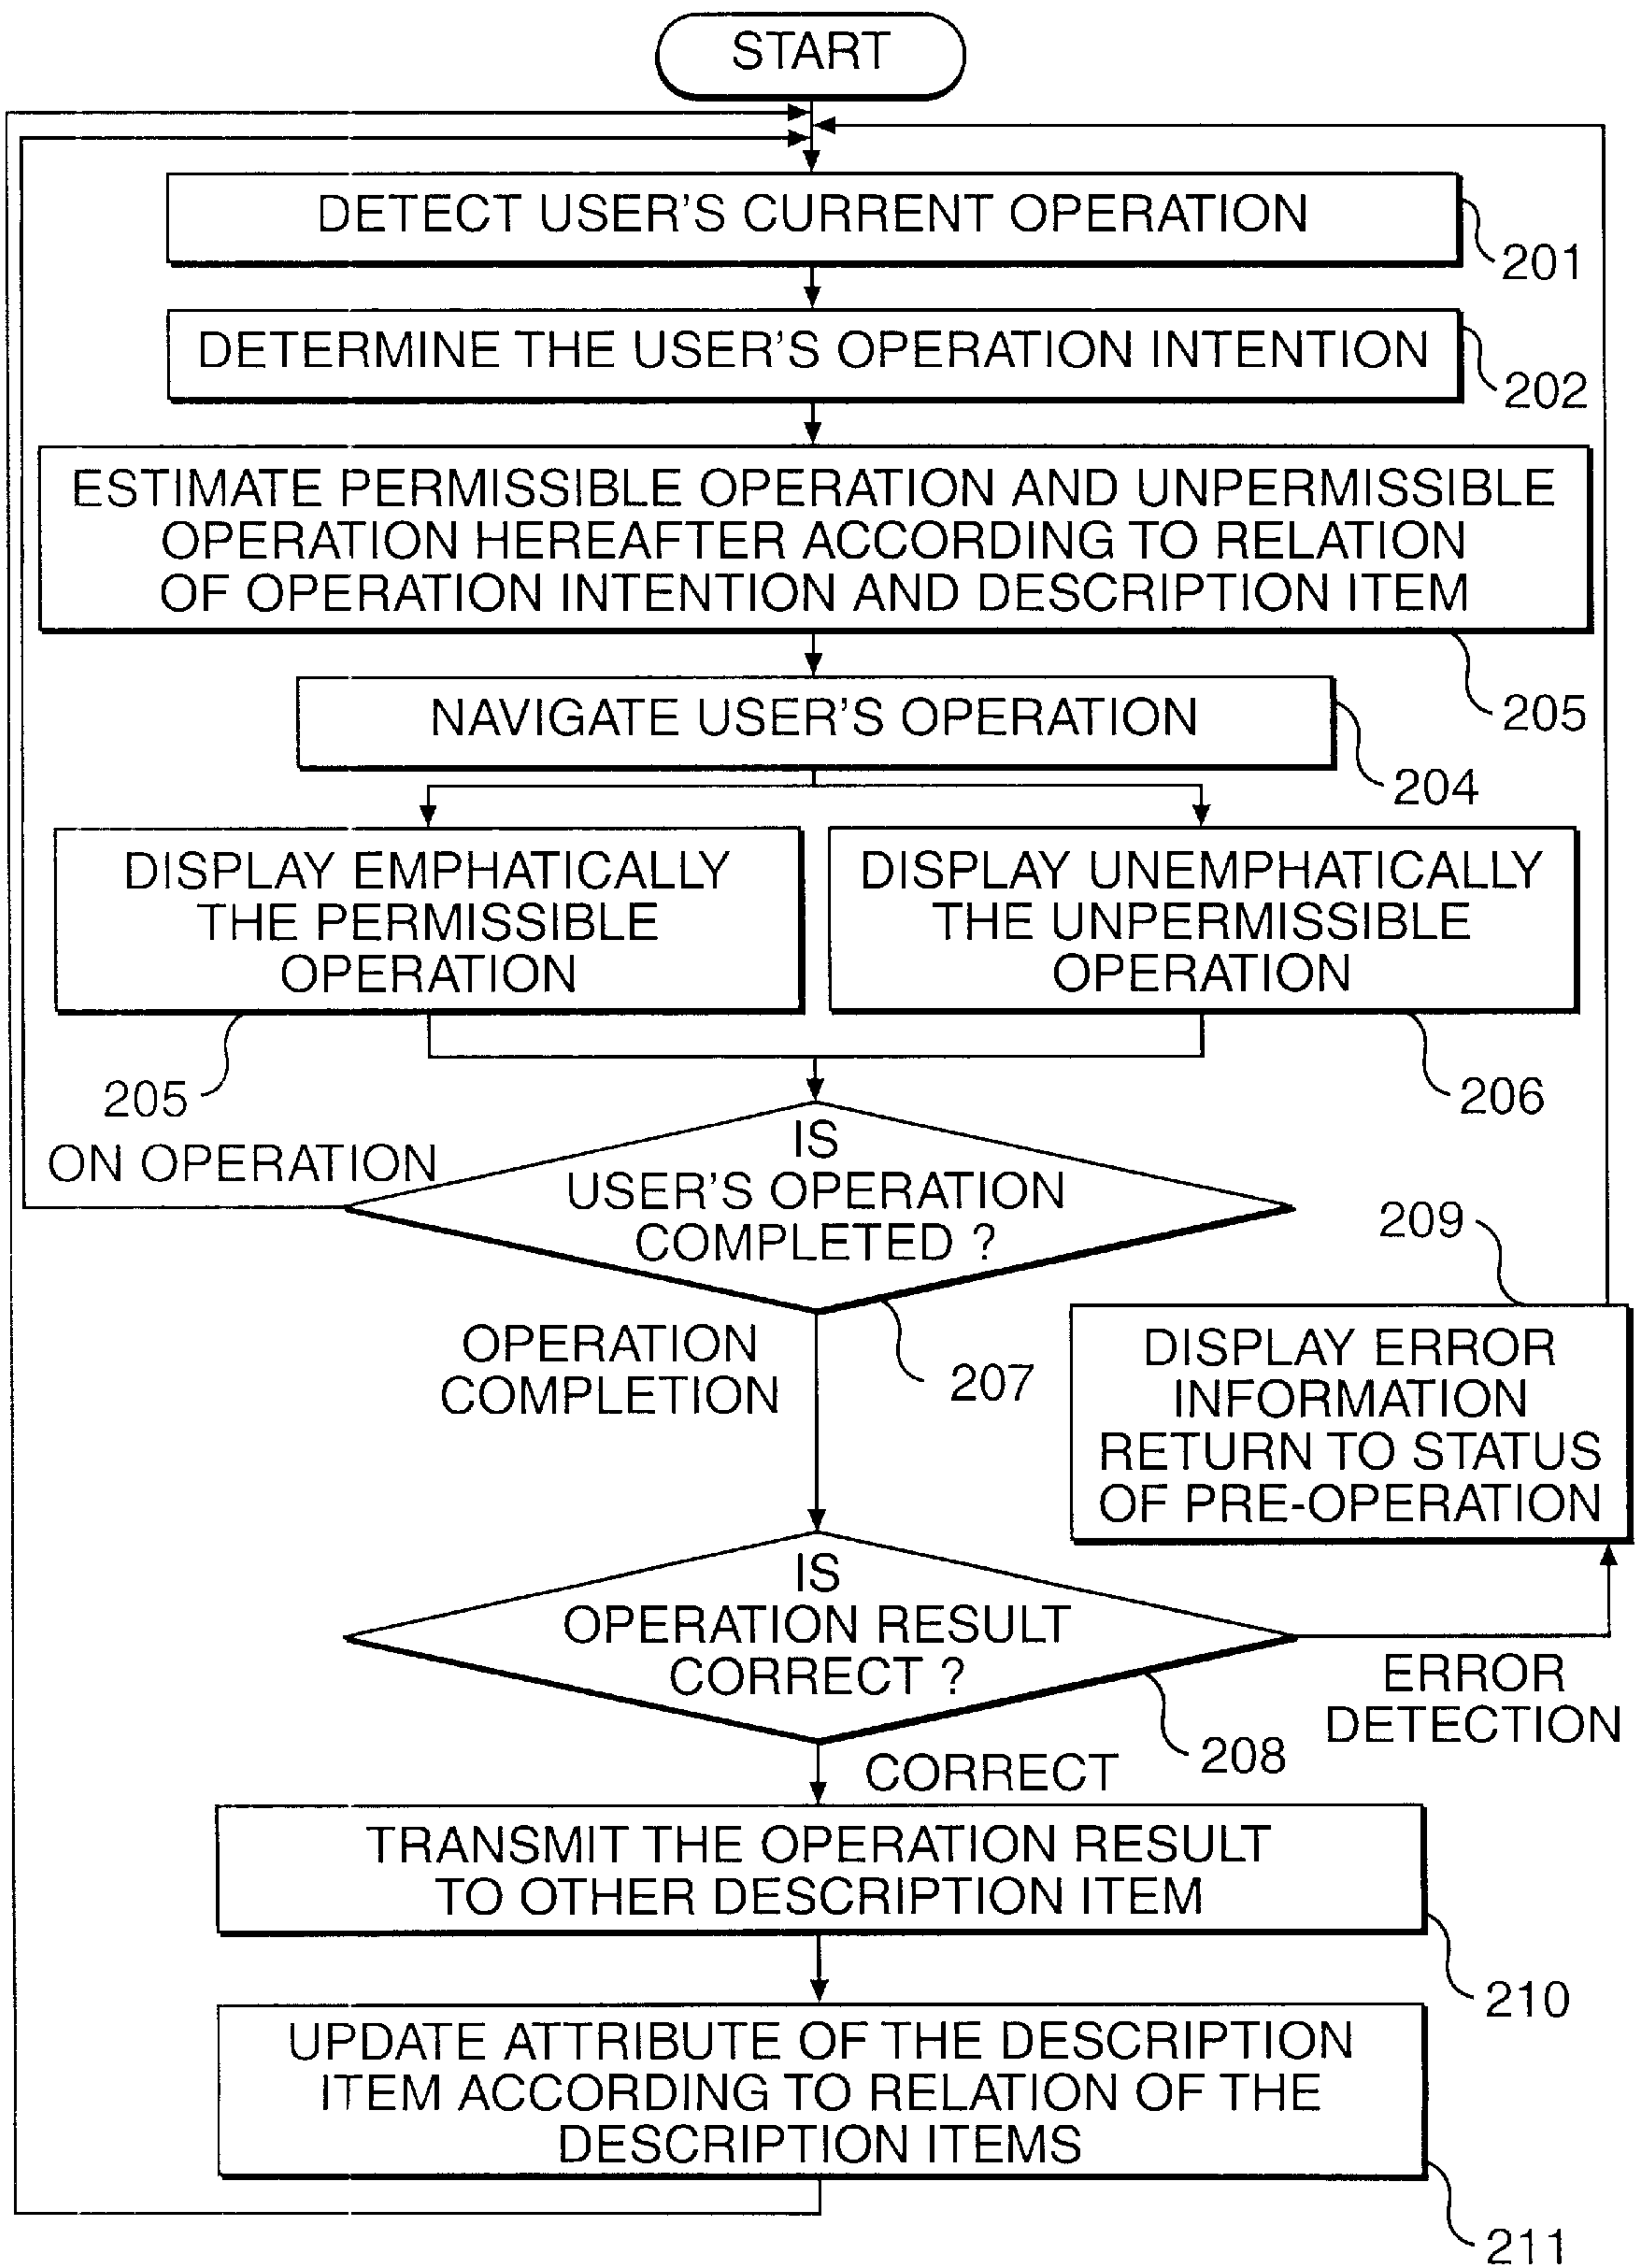 START
DETECT USER'S CURRENT OPERATION
201
DETERMINE THE USER'S OPERATION INTENTION
202
ESTIMATE PERMISSIBLE OPERATION AND UNPERMISSIBLE
OPERATION HEREAFTER ACCORDING TO RELATION
OF OPERATION INTENTION AND DESCRIPTION ITEM
205
NAVIGATE USER'S OPERATION
204
DISPLAY EMPHATICALLY
THE PERMISSIBLE
OPERATION
205
DISPLAY UNEMPHATICALLY
THE UNPERMISSIBLE
OPERATION
206
ON OPERATION
IS
USER'S OPERATION
COMPLETED ?
207
OPERATION
COMPLETION
209
DISPLAY ERROR
INFORMATION
RETURN TO STATUS
OF PRE-OPERATION
IS
OPERATION RESULT
CORRECT ?
208
ERROR
DETECTION
CORRECT
TRANSMIT THE OPERATION RESULT
TO OTHER DESCRIPTION ITEM
210
UPDATE ATTRIBUTE OF THE DESCRIPTION
ITEM ACCORDING TO RELATION OF THE
DESCRIPTION ITEMS
211